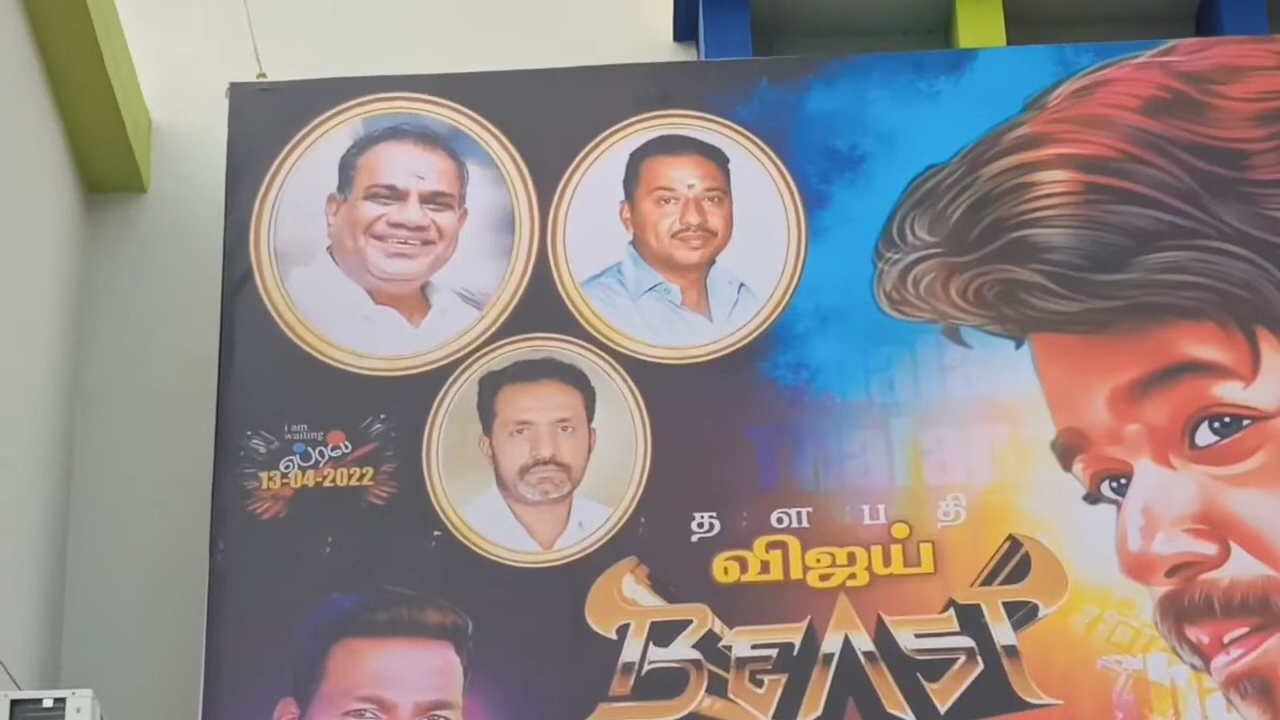 i am
waiting
ஏப்ரல்
13-04-2022
த ள ப தி
விஜய்
BEAST